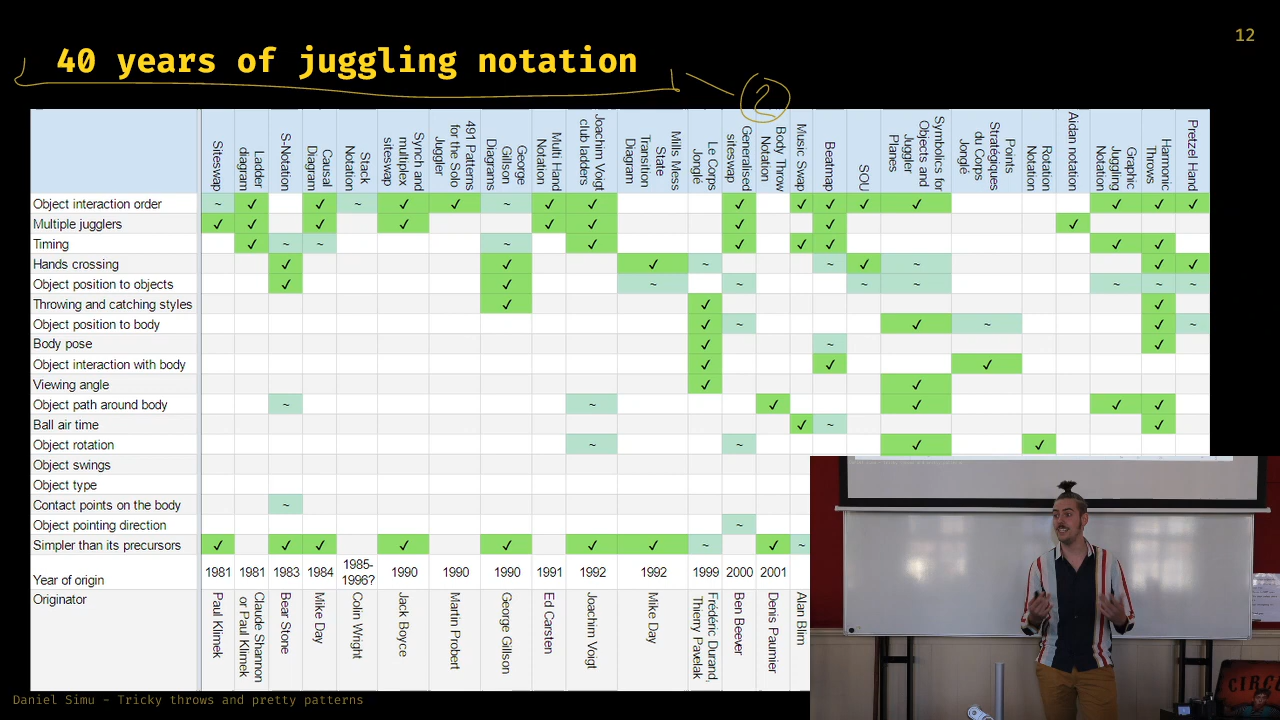 12
40 years of juggling notation
2
Siteswap
Ladder diagram
S-Notation
Causal Diagram
Stack Notation
Synch and multiplex siteswap
491 Patterns for the Solo Juggler
George Gillson Diagrams
Multi Hand Notation
Joachim Voigt club ladders
Mills Mess State Transition Diagram
Le Corps Jonglé
Generalised siteswap
Body Throw Notation
Music Swap
Beatmap
SOU
Symbolics for Objects and Juggler Planes
Points Stratégiques du Corps Jonglé
Rotation Notation
Aidan notation
Graphic Juggling Notation
Harmonic Throws
Pretzel Hand
Object interaction order ~ ✓ ✓ ~ ✓ ✓ ~ ✓ ✓ ✓ ✓ ✓ ✓ ✓ ✓ ✓ ✓
Multiple jugglers ✓ ✓ ✓ ✓ ✓ ✓ ✓ ✓ ✓
Timing ✓ ~ ~ ~ ✓ ✓ ✓ ✓ ✓ ✓
Hands crossing ✓ ✓ ✓ ~ ~ ✓ ~ ✓ ✓
Object position to objects ✓ ✓ ~ ~ ~ ~ ~ ~ ~
Throwing and catching styles ✓ ✓ ✓
Object position to body ✓ ~ ✓ ~ ✓ ~
Body pose ✓ ~ ✓
Object interaction with body ✓ ✓ ✓
Viewing angle ✓ ✓
Object path around body ~ ~ ✓ ✓ ✓ ✓
Ball air time ✓ ~ ✓
Object rotation ~ ~ ✓ ✓
Object swings
Object type
Contact points on the body ~
Object pointing direction ~
Simpler than its precursors ✓ ✓ ✓ ✓ ✓ ✓ ✓ ~ ✓ ~
Year of origin 1981 1981 1983 1984 1985-1996? 1990 1990 1990 1991 1992 1992 1999 2000 2001
Originator
Paul Klimek
Claude Shannon or Paul Klimek
Bear Stone
Mike Day
Colin Wright
Jack Boyce
Martin Probert
George Gillson
Ed Carsten
Joachim Voigt
Mike Day
Frédéric Durand, Thierry Pavelak
Ben Beever
Denis Paumier
Alan Blim
Daniel Simu – Tricky throws and pretty patterns